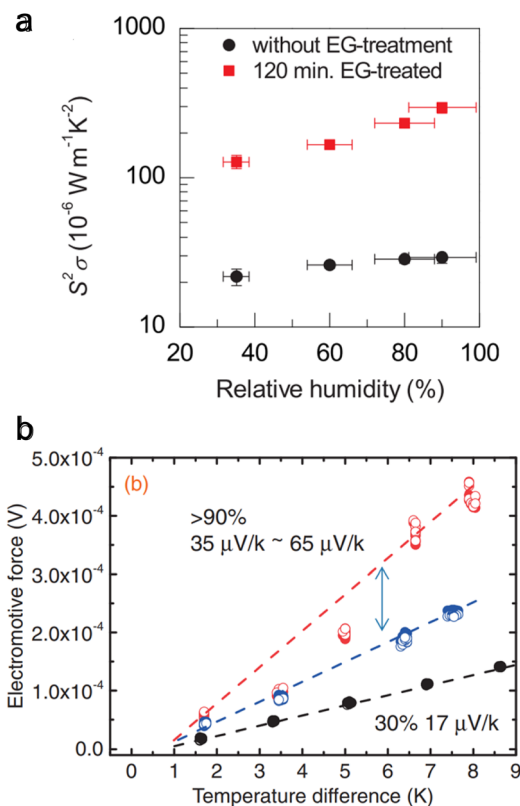 a
1000
100
10
S²σ (10⁻⁶ W m⁻¹K⁻²)
without EG-treatment
120 min. EG-treated
20 40 60 80 100
Relative humidity (%)
b
(b)
5.0x10⁻⁴
4.0x10⁻⁴
3.0x10⁻⁴
2.0x10⁻⁴
1.0x10⁻⁴
0.0
Electromotive force (V)
>90%
35 μV/k ~ 65 μV/k
30% 17 μV/k
0 1 2 3 4 5 6 7 8 9
Temperature difference (K)